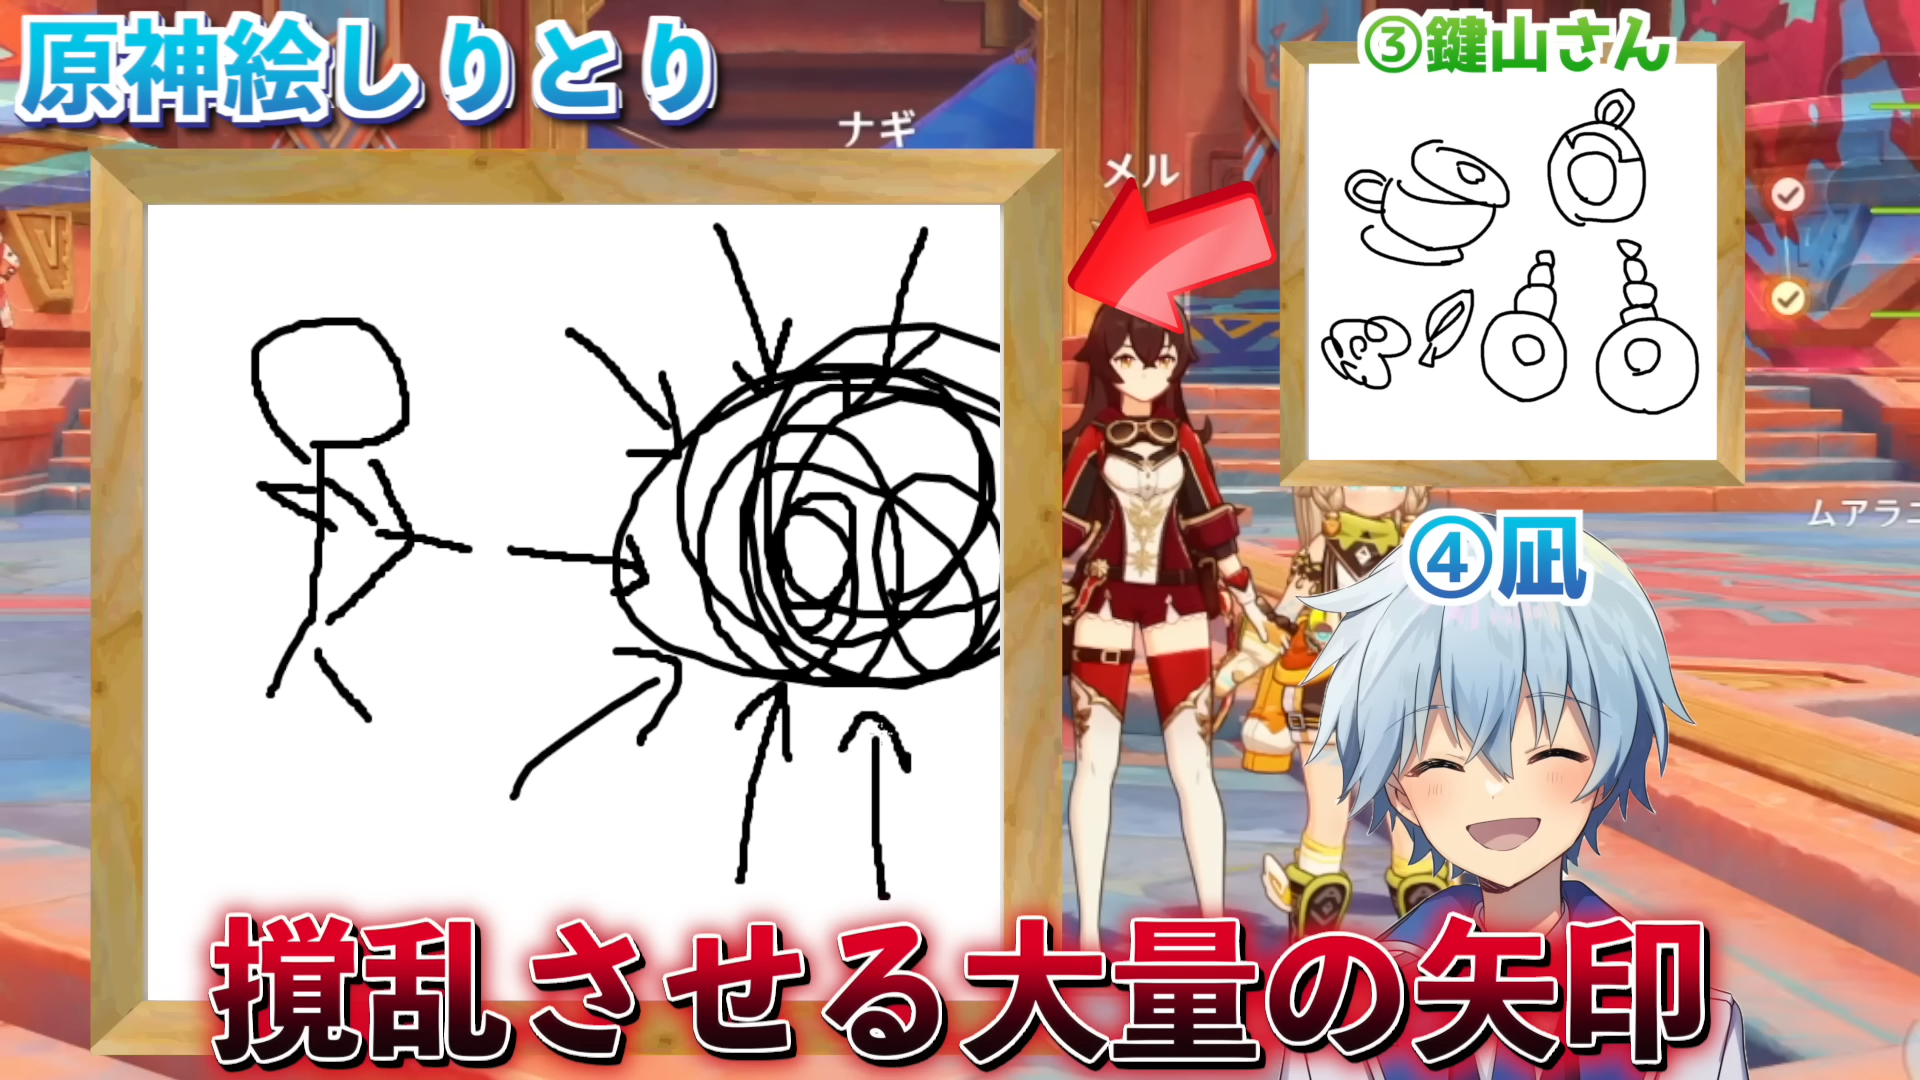 原神絵しりとり
③鍵山さん
ナギ
メル
ムアラニ
④凪
撹乱させる大量の矢印